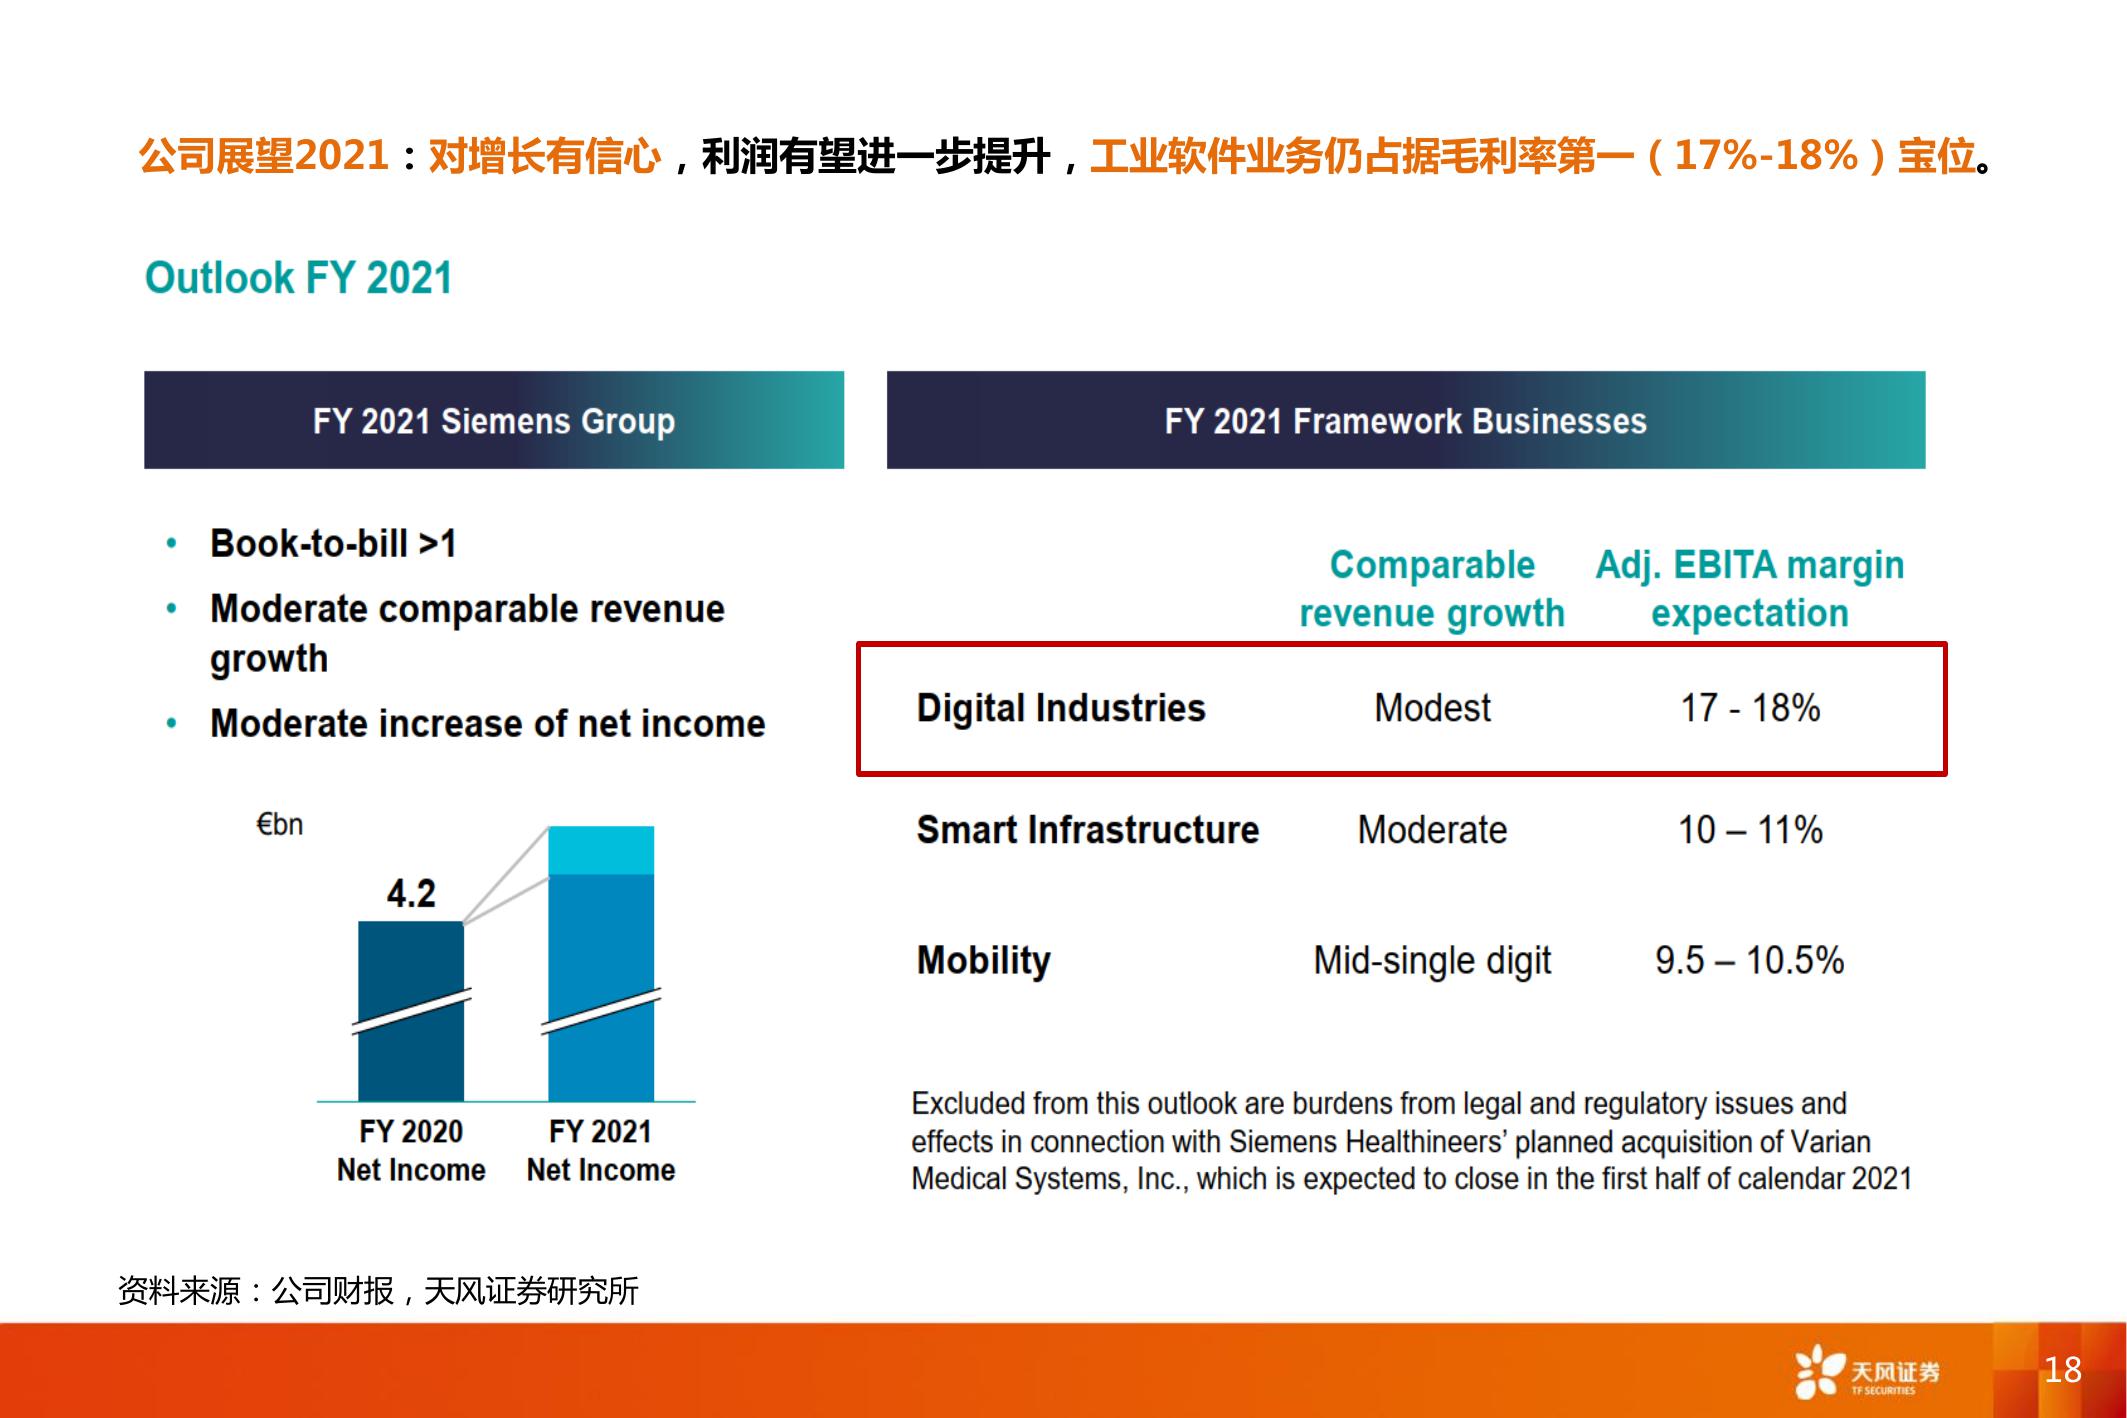 公司展望2021：对增长有信心，利润有望进一步提升，工业软件业务仍占据毛利率第一（17%-18%）宝位。
Outlook FY 2021
FY 2021 Siemens Group
• Book-to-bill >1
• Moderate comparable revenue
growth
• Moderate increase of net income
€bn
4.2
FY 2020
Net Income
FY 2021
Net Income
FY 2021 Framework Businesses
Comparable
revenue growth
Adj. EBITA margin
expectation
Digital Industries Modest 17 - 18%
Smart Infrastructure Moderate 10 – 11%
Mobility Mid-single digit 9.5 – 10.5%
Excluded from this outlook are burdens from legal and regulatory issues and
effects in connection with Siemens Healthineers’ planned acquisition of Varian
Medical Systems, Inc., which is expected to close in the first half of calendar 2021
资料来源：公司财报，天风证券研究所
天风证券
TF SECURITIES
18